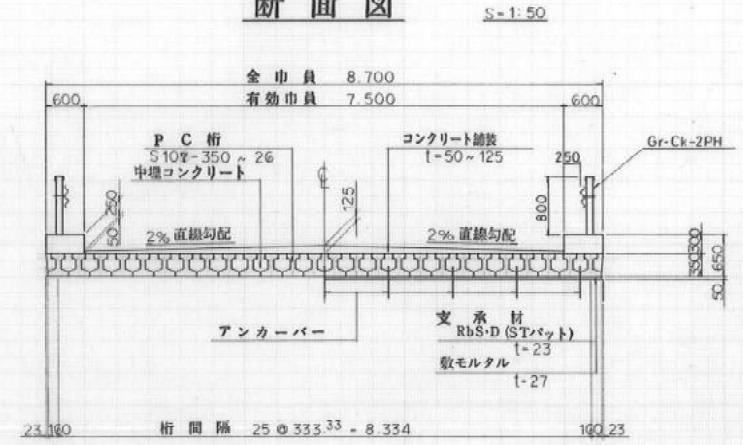 断面図
S=1:50
全巾員 8.700
600 有効巾員 7.500 600
PC桁
S107-350~26
中埋コンクリート
コンクリート舗装
t=50~125
Gr-Ck-2PH
250
250
50
125
800
2% 直線勾配
2% 直線勾配
300
650
50
アンカーバー
支承材
RbS·D (STパット)
t=23
敷モルタル
t=27
桁間隔 25@333.33=8.334
100 23